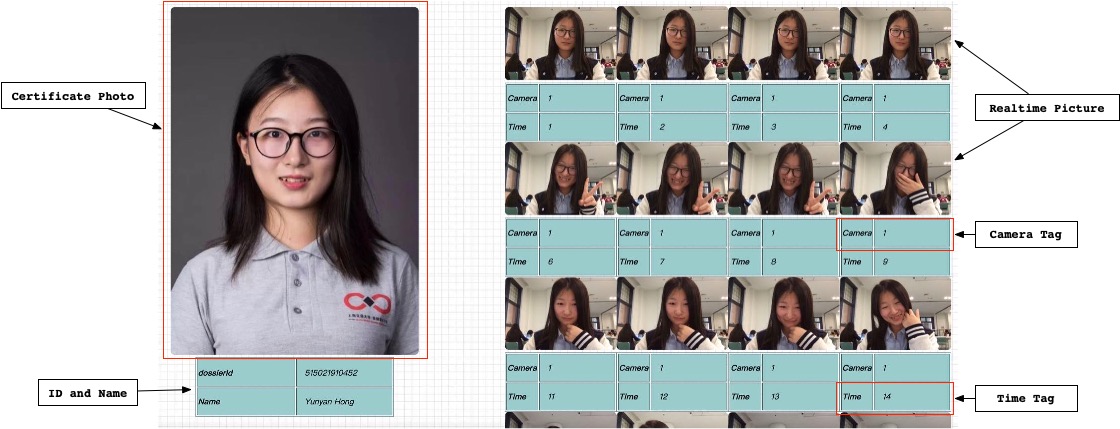 Certificate Photo
dossierId 515021910452
Name Yunyan Hong
ID and Name
Camera 1 Camera 1 Camera 1 Camera 1
Time 1 Time 2 Time 3 Time 4
Camera 1 Camera 1 Camera 1 Camera 1
Time 6 Time 7 Time 8 Time 9
Camera 1 Camera 1 Camera 1 Camera 1
Time 11 Time 12 Time 13 Time 14
Realtime Picture
Camera Tag
Time Tag